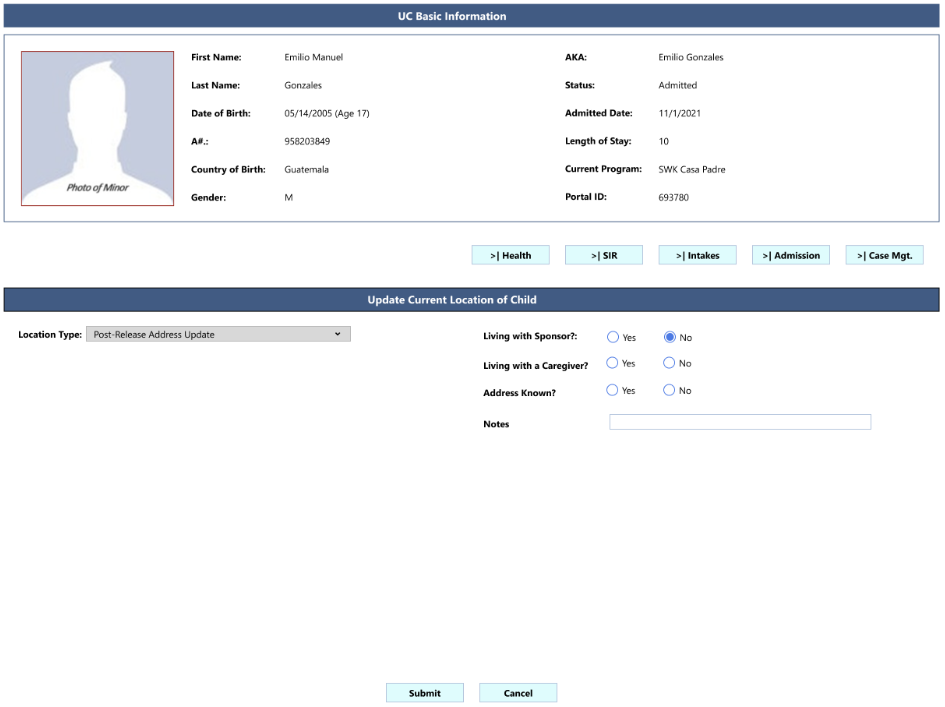 UC Basic Information
First Name: Emilio Manuel AKA: Emilio Gonzales
Last Name: Gonzales Status: Admitted
Date of Birth: 05/14/2005 (Age 17) Admitted Date: 11/1/2021
A#.: 958203849 Length of Stay: 10
Country of Birth: Guatemala Current Program: SWK Casa Padre
Photo of Minor
Gender: M Portal ID: 693780
>| Health >| SIR >| Intakes >| Admission >| Case Mgt.
Update Current Location of Child
Location Type: Post-Release Address Update Living with Sponsor?: Yes No
Living with a Caregiver? Yes No
Address Known? Yes No
Notes
Submit Cancel